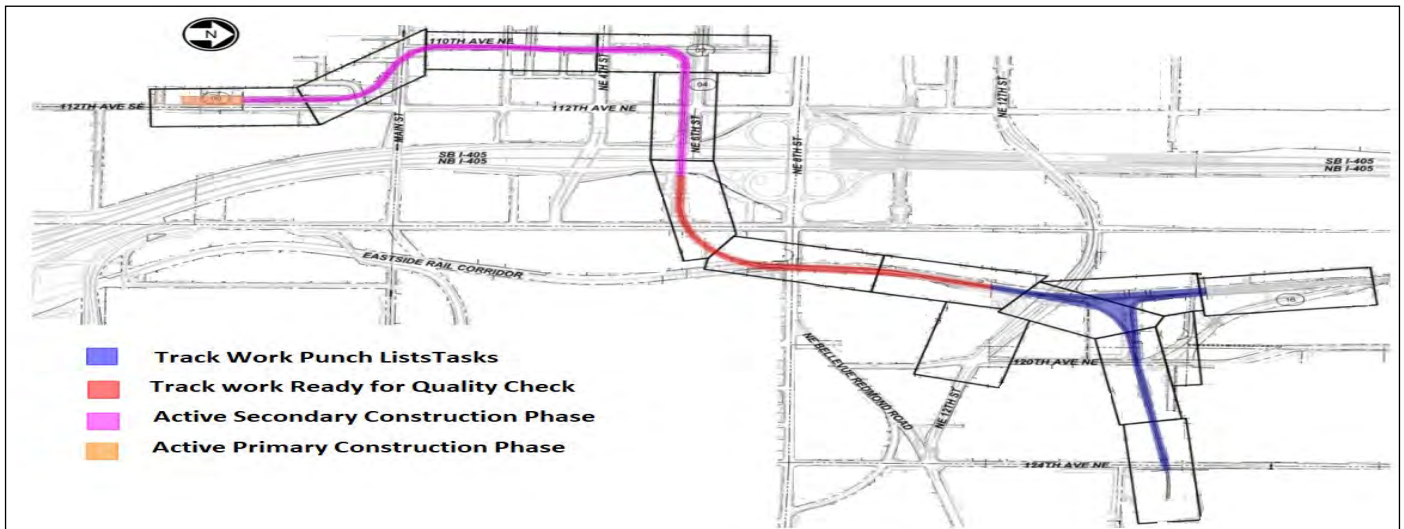 N
110TH AVE NE
NE 4TH ST
03
04
112TH AVE SE
112TH AVE NE
MAIN ST
NE 6TH ST
NE 8TH ST
NE 12TH ST
SB I-405
NB I-405
SB I-405
NB I-405
EASTSIDE RAIL CORRIDOR
NE BELLEVUE REDMOND ROAD
NE 12TH ST
120TH AVE NE
124TH AVE NE
Track Work Punch ListsTasks
Track work Ready for Quality Check
Active Secondary Construction Phase
Active Primary Construction Phase